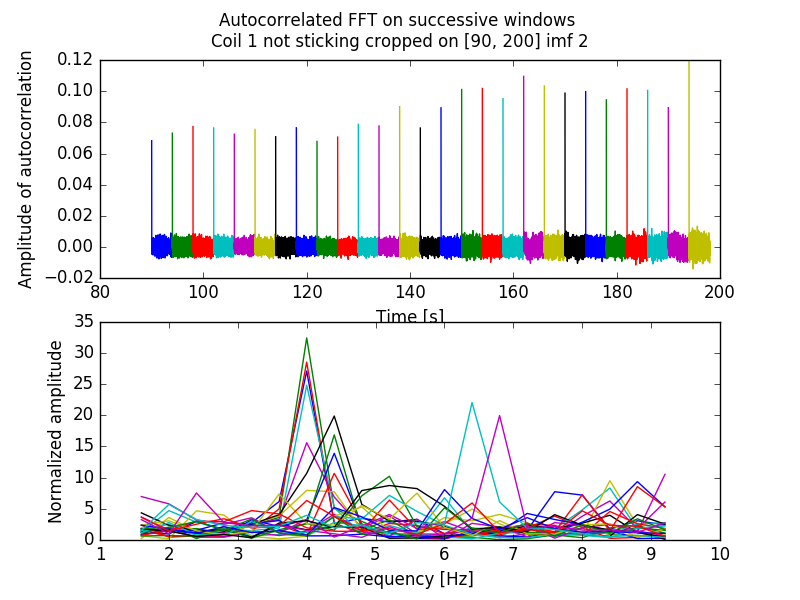 Autocorrelated FFT on successive windows
Coil 1 not sticking cropped on [90, 200] imf 2
Amplitude of autocorrelation
0.12
0.10
0.08
0.06
0.04
0.02
0.00
−0.02
80 100 120 140 160 180 200
Time [s]
Normalized amplitude
35
30
25
20
15
10
5
0
1 2 3 4 5 6 7 8 9 10
Frequency [Hz]